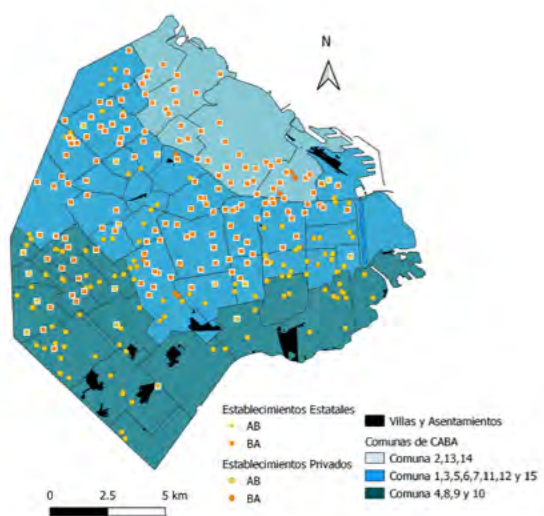 N
Establecimientos Estatales
AB
BA
Establecimientos Privados
AB
BA
Villas y Asentamientos
Comunas de CABA
Comuna 2,13,14
Comuna 1,3,5,6,7,11,12 y 15
Comuna 4,8,9 y 10
0 2.5 5 km